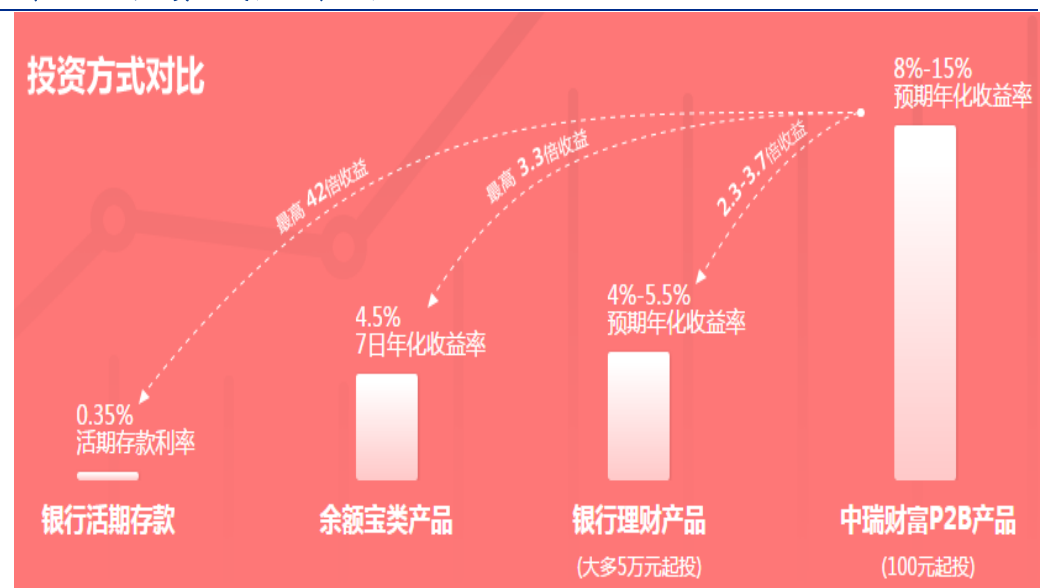 投资方式对比
8%-15%
预期年化收益率
最高 42倍收益
最高 3.3倍收益
2.3-3.7倍收益
4%-5.5%
预期年化收益率
4.5%
7日年化收益率
0.35%
活期存款利率
银行活期存款
余额宝类产品
银行理财产品
中瑞财富P2B产品
(大多5万元起投)
(100元起投)